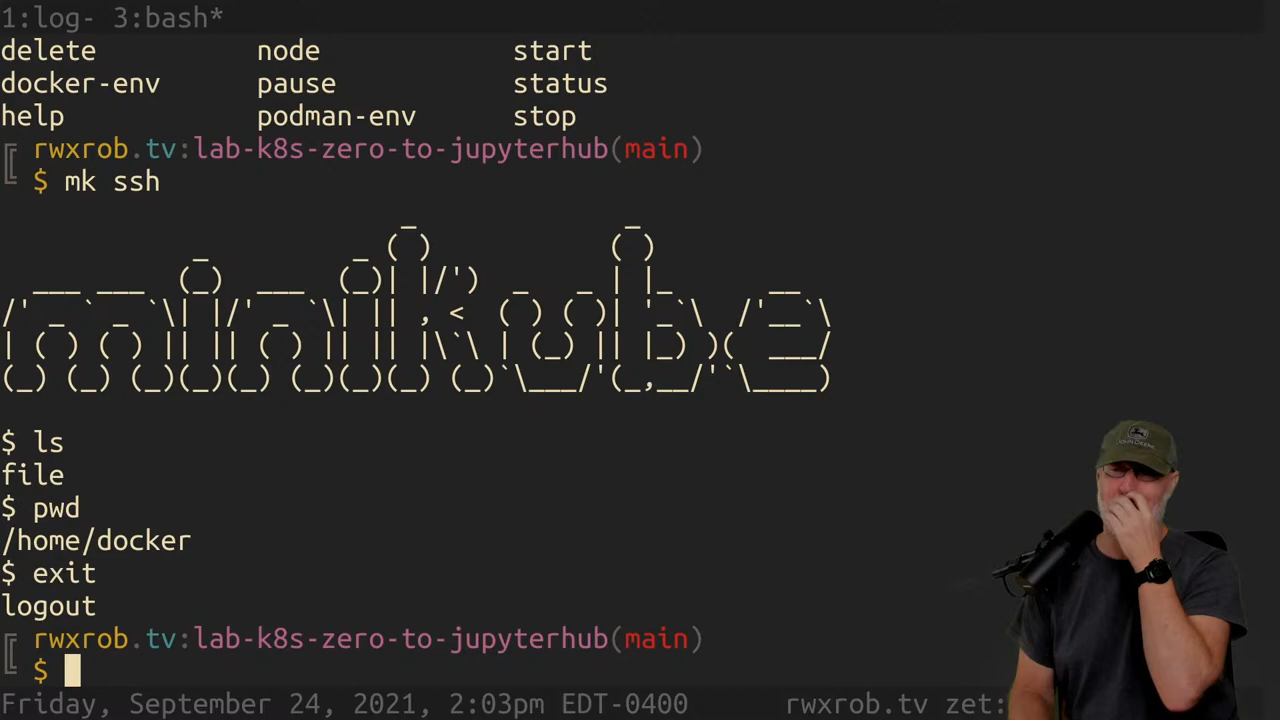 1:log- 3:bash*
delete node start
docker-env pause status
help podman-env stop
rwxrob.tv:lab-k8s-zero-to-jupyterhub(main)
$ mk ssh
minikube
$ ls
file
$ pwd
/home/docker
$ exit
logout
rwxrob.tv:lab-k8s-zero-to-jupyterhub(main)
$
Friday, September 24, 2021, 2:03pm EDT-0400 rwxrob.tv zet: